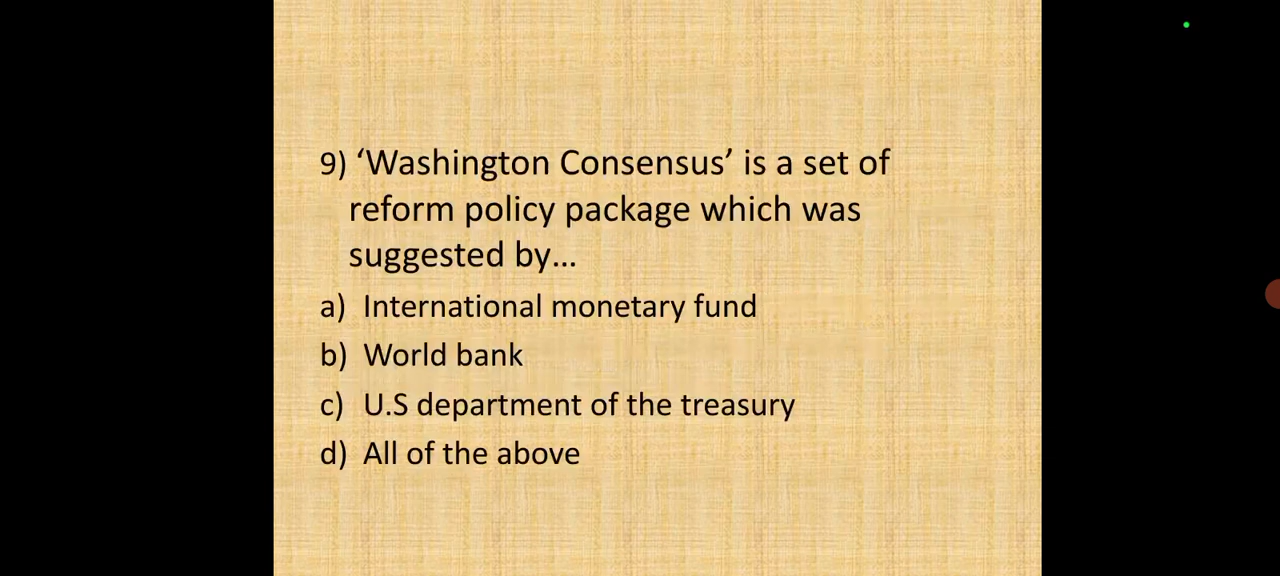 9) ‘Washington Consensus’ is a set of
reform policy package which was
suggested by…
a) International monetary fund
b) World bank
c) U.S department of the treasury
d) All of the above